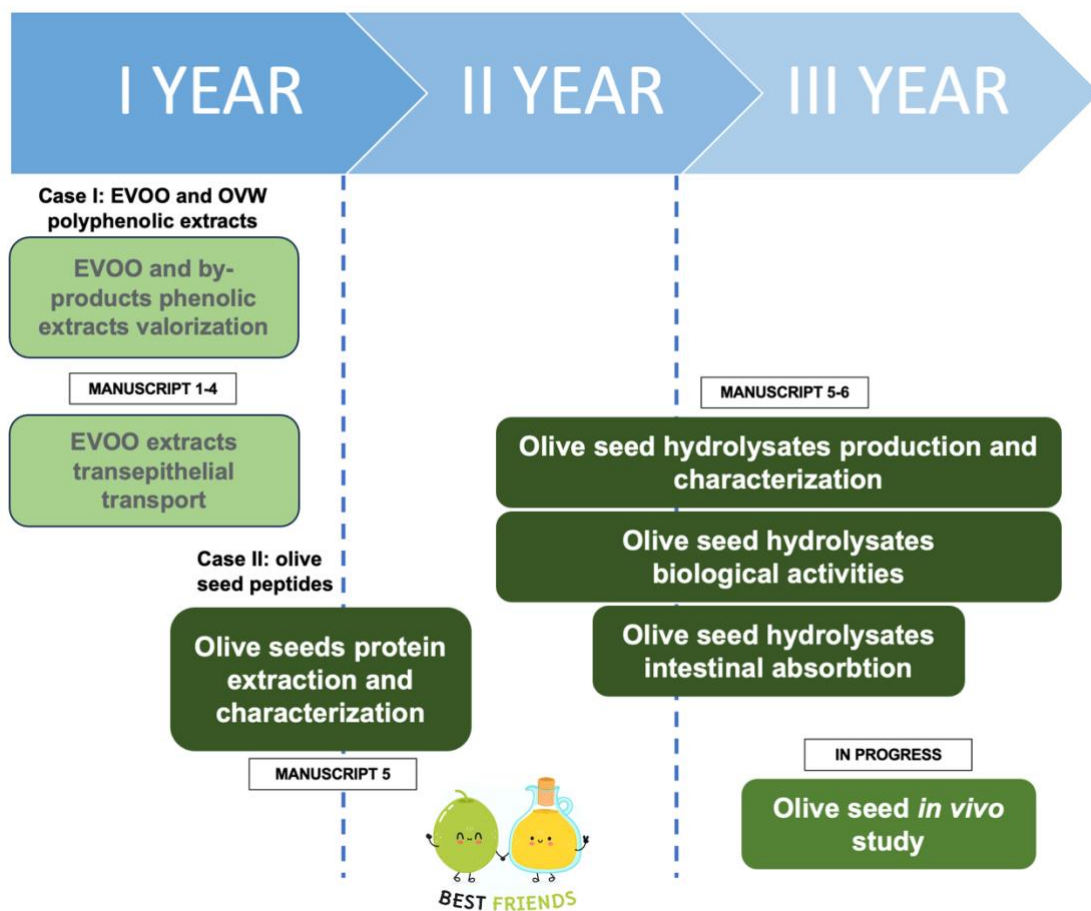 I YEAR
II YEAR
III YEAR
Case I: EVOO and OVW
polyphenolic extracts
EVOO and by-
products phenolic
extracts valorization
MANUSCRIPT 1-4
EVOO extracts
transepithelial
transport
Case II: olive
seed peptides
Olive seeds protein
extraction and
characterization
MANUSCRIPT 5
MANUSCRIPT 5-6
Olive seed hydrolysates production and
characterization
Olive seed hydrolysates
biological activities
Olive seed hydrolysates
intestinal absorbtion
IN PROGRESS
Olive seed in vivo
study
BEST FRIENDS